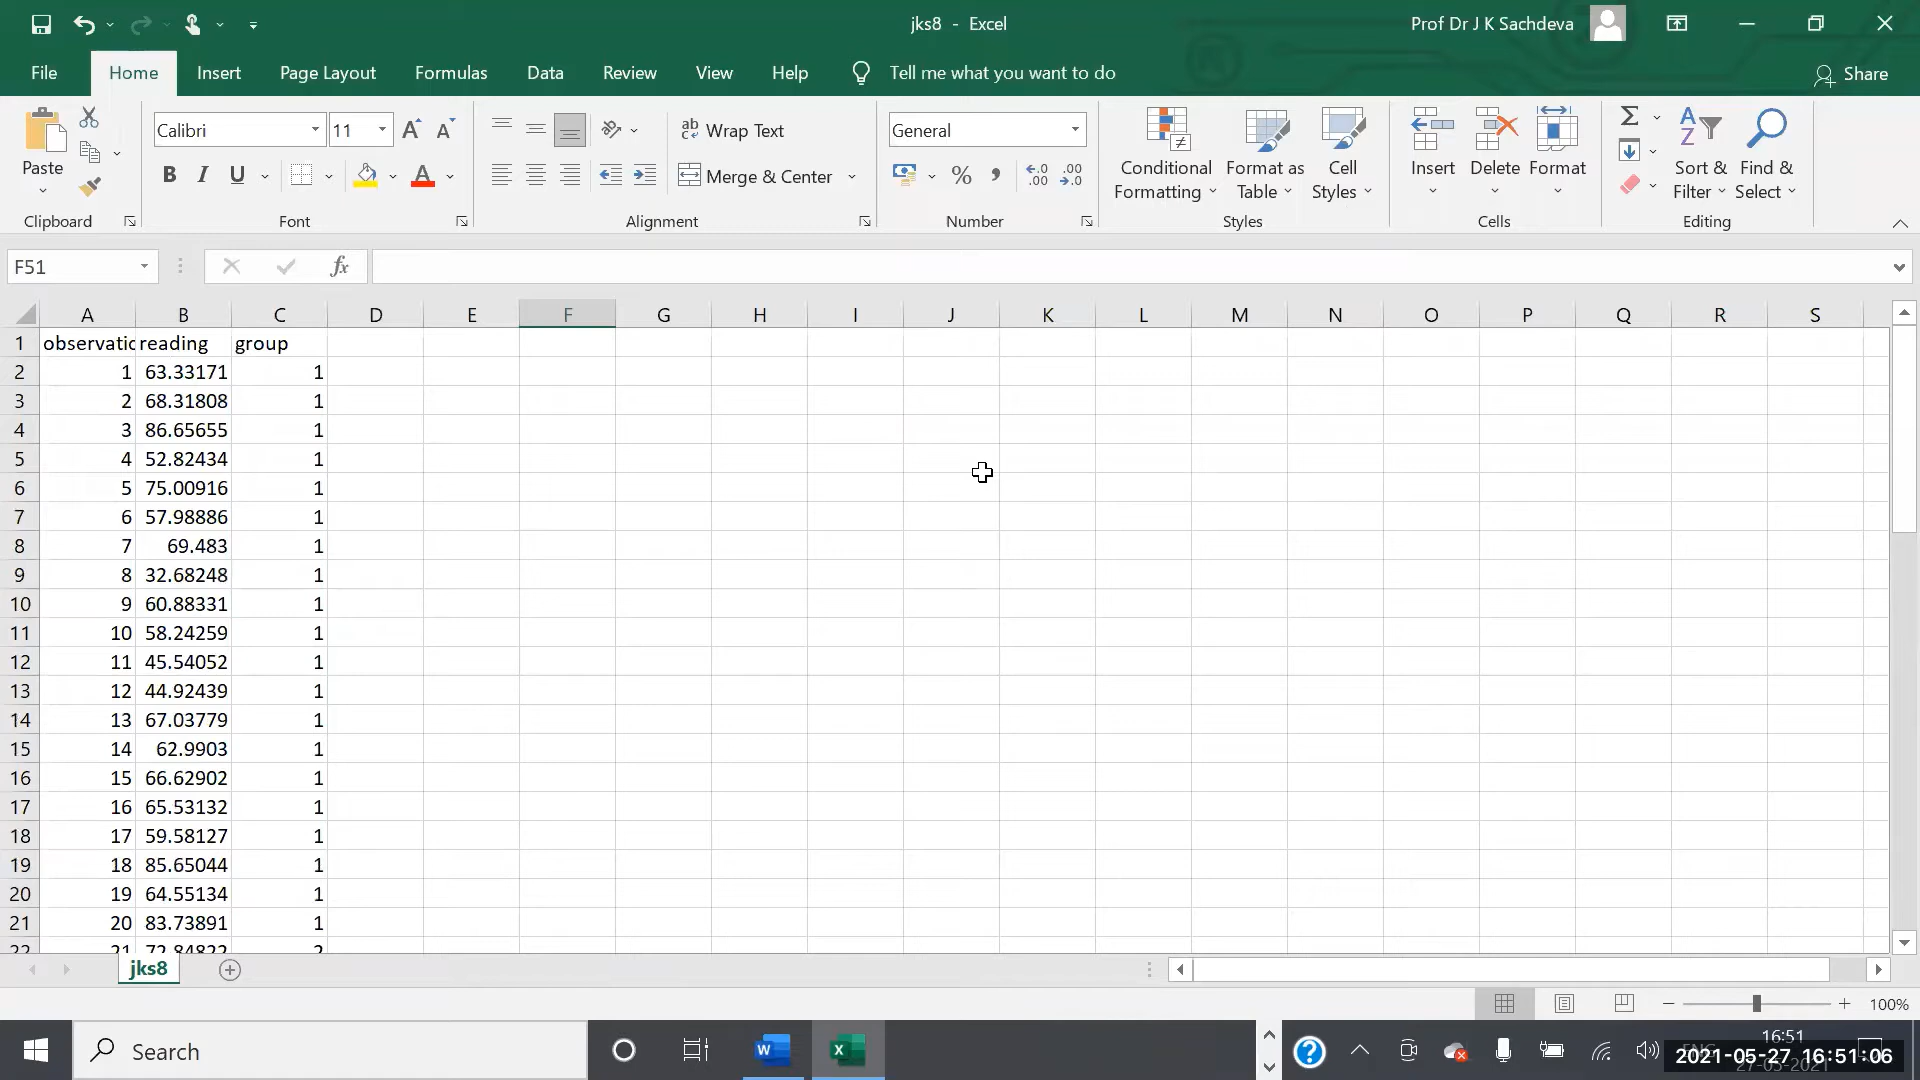 jks8 - Excel
Prof Dr J K Sachdeva
File Home Insert Page Layout Formulas Data Review View Help Tell me what you want to do Share
Paste
Clipboard
Calibri 11
B I U
Font
Wrap Text
Merge & Center
Alignment
General
Number
Conditional Formatting
Format as Table
Cell Styles
Styles
Insert Delete Format
Cells
Sort & Filter
Find & Select
Editing
F51 fx
A B C D E F G H I J K L M N O P Q R S
1 observatio reading group
2 1 63.33171 1
3 2 68.31808 1
4 3 86.65655 1
5 4 52.82434 1
6 5 75.00916 1
7 6 57.98886 1
8 7 69.483 1
9 8 32.68248 1
10 9 60.88331 1
11 10 58.24259 1
12 11 45.54052 1
13 12 44.92439 1
14 13 67.03779 1
15 14 62.9903 1
16 15 66.62902 1
17 16 65.53132 1
18 17 59.58127 1
19 18 85.65044 1
20 19 64.55134 1
21 20 83.73891 1
22 21 72.84822 2
jks8
100%
Search
16:51
2021-05-27 16:51:06